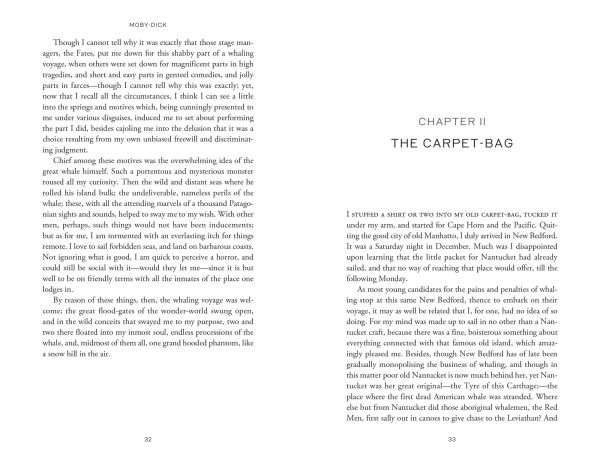 MOBY-DICK
Though I cannot tell why it was exactly that those stage man-
agers, the Fates, put me down for this shabby part of a whaling
voyage, when others were set down for magnificent parts in high
tragedies, and short and easy parts in genteel comedies, and jolly
parts in farces—though I cannot tell why this was exactly; yet,
now that I recall all the circumstances, I think I can see a little
into the springs and motives which, being cunningly presented to
me under various disguises, induced me to set about performing
the part I did, besides cajoling me into the delusion that it was a
choice resulting from my own unbiased freewill and discriminat-
ing judgment.
Chief among these motives was the overwhelming idea of the
great whale himself. Such a portentous and mysterious monster
roused all my curiosity. Then the wild and distant seas where he
rolled his island bulk; the undeliverable, nameless perils of the
whale; these, with all the attending marvels of a thousand Patago-
nian sights and sounds, helped to sway me to my wish. With other
men, perhaps, such things would not have been inducements;
but as for me, I am tormented with an everlasting itch for things
remote. I love to sail forbidden seas, and land on barbarous coasts.
Not ignoring what is good, I am quick to perceive a horror, and
could still be social with it—would they let me—since it is but
well to be on friendly terms with all the inmates of the place one
lodges in.
By reason of these things, then, the whaling voyage was wel-
come; the great flood-gates of the wonder-world swung open,
and in the wild conceits that swayed me to my purpose, two and
two there floated into my inmost soul, endless processions of the
whale, and, midmost of them all, one grand hooded phantom, like
a snow hill in the air.
32
CHAPTER II
THE CARPET-BAG
I STUFFED A SHIRT OR TWO INTO MY OLD CARPET-BAG, TUCKED IT
under my arm, and started for Cape Horn and the Pacific. Quit-
ting the good city of old Manhatto, I duly arrived in New Bedford.
It was a Saturday night in December. Much was I disappointed
upon learning that the little packet for Nantucket had already
sailed, and that no way of reaching that place would offer, till the
following Monday.
As most young candidates for the pains and penalties of whal-
ing stop at this same New Bedford, thence to embark on their
voyage, it may as well be related that I, for one, had no idea of so
doing. For my mind was made up to sail in no other than a Nan-
tucket craft, because there was a fine, boisterous something about
everything connected with that famous old island, which amaz-
ingly pleased me. Besides, though New Bedford has of late been
gradually monopolising the business of whaling, and though in
this matter poor old Nantucket is now much behind her, yet Nan-
tucket was her great original—the Tyre of this Carthage;—the
place where the first dead American whale was stranded. Where
else but from Nantucket did those aboriginal whalemen, the Red
Men, first sally out in canoes to give chase to the Leviathan? And
33